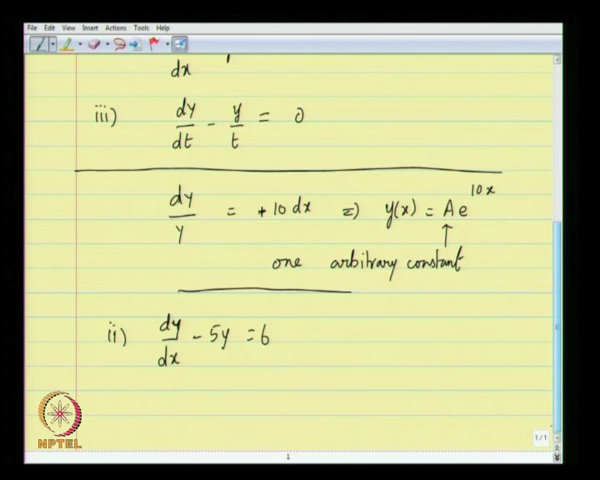 File Edit View Insert Actions Tools Help
dx
iii) dy/dt - y/t = 0
dy/y = +10 dx => y(x) = A e^{10x}
↑
one arbitrary constant
ii) dy/dx - 5y = 6
NPTEL
1/1
1